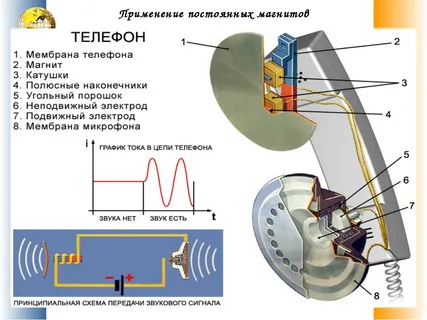 Применение постоянных магнитов
ТЕЛЕФОН
1. Мембрана телефона
2. Магнит
3. Катушки
4. Полюсные наконечники
5. Угольный порошок
6. Неподвижный электрод
7. Подвижный электрод
8. Мембрана микрофона
1
2
3
4
5
6
7
8
i
ГРАФИК ТОКА В ЦЕПИ ТЕЛЕФОНА
ЗВУКА НЕТ
ЗВУК ЕСТЬ
t
- +
ПРИНЦИПИАЛЬНАЯ СХЕМА ПЕРЕДАЧИ ЗВУКОВОГО СИГНАЛА